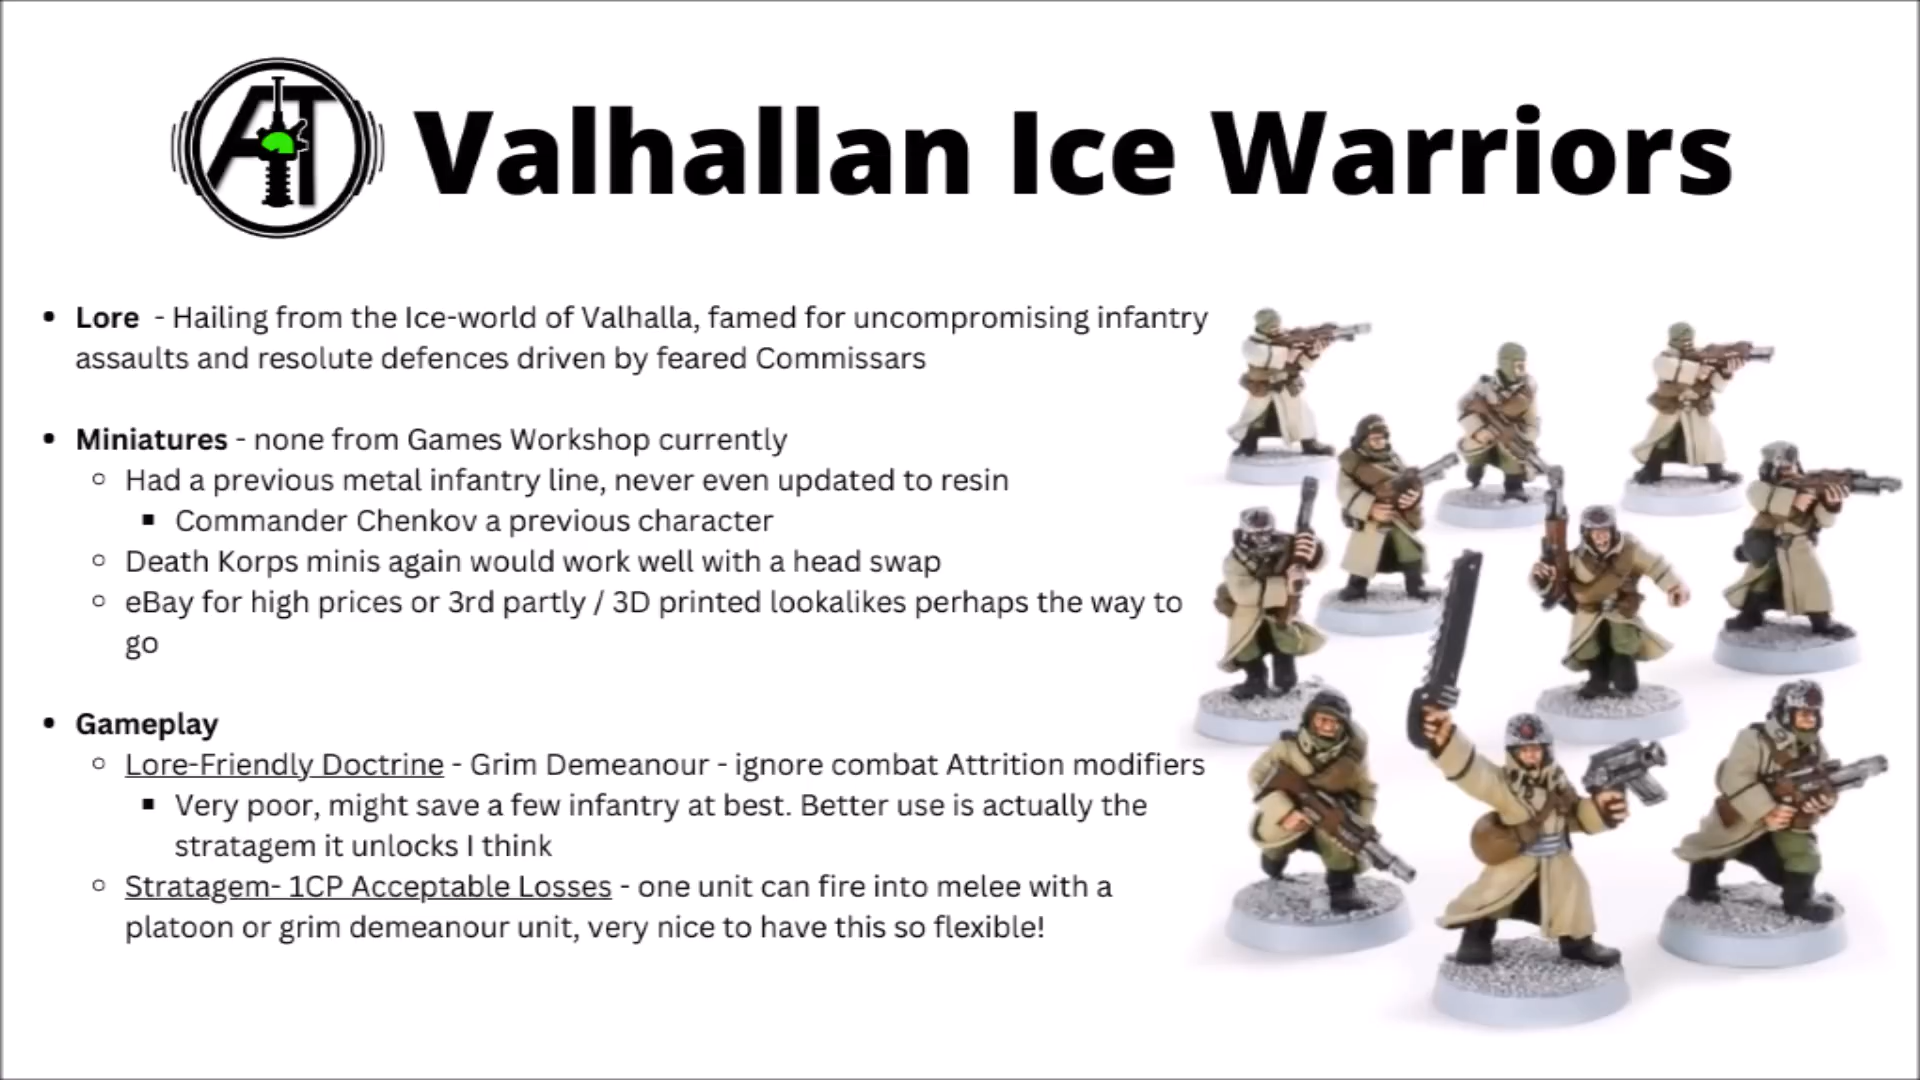 AT
Valhallan Ice Warriors
• Lore - Hailing from the Ice-world of Valhalla, famed for uncompromising infantry
assaults and resolute defences driven by feared Commissars
• Miniatures - none from Games Workshop currently
○ Had a previous metal infantry line, never even updated to resin
■ Commander Chenkov a previous character
○ Death Korps minis again would work well with a head swap
○ eBay for high prices or 3rd partly / 3D printed lookalikes perhaps the way to
go
• Gameplay
○ Lore-Friendly Doctrine - Grim Demeanour - ignore combat Attrition modifiers
■ Very poor, might save a few infantry at best. Better use is actually the
stratagem it unlocks I think
○ Stratagem- 1CP Acceptable Losses - one unit can fire into melee with a
platoon or grim demeanour unit, very nice to have this so flexible!